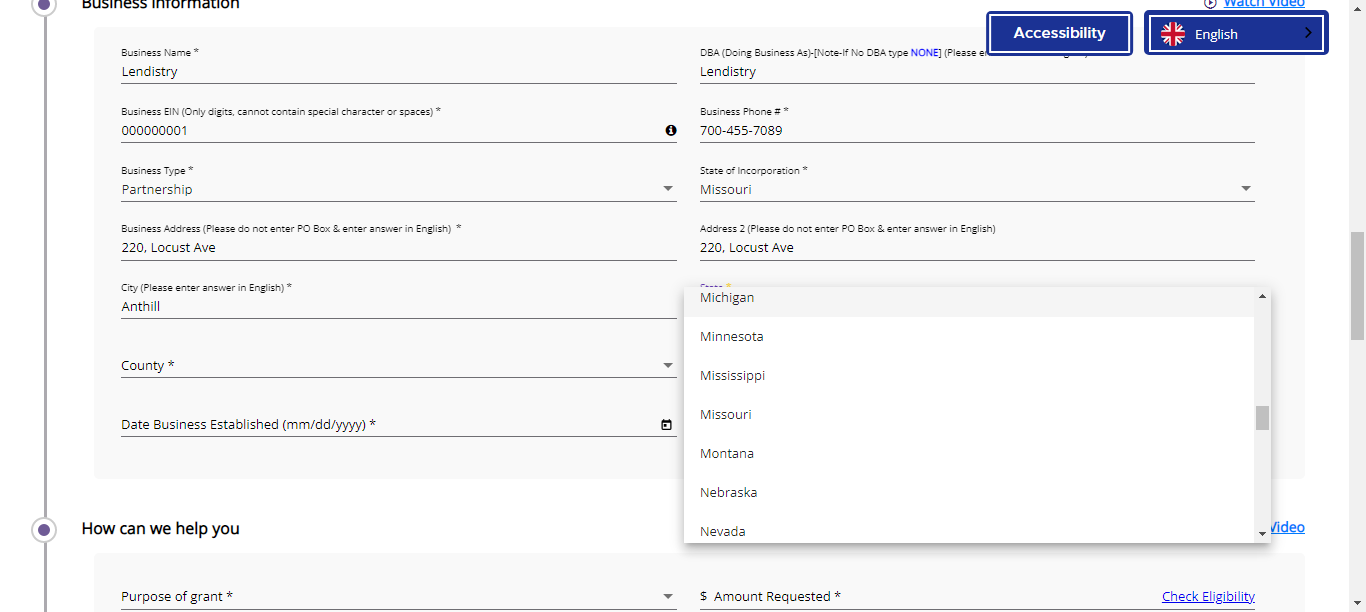 Business Information
Watch Video
Accessibility
English
Business Name *
DBA (Doing Business As)-[Note-If No DBA type NONE] (Please
Lendistry
Lendistry
Business EIN (Only digits, cannot contain special character or spaces) *
Business Phone # *
000000001
700-455-7089
Business Type *
State of Incorporation *
Partnership
Missouri
Business Address (Please do not enter PO Box & enter answer in English) *
Address 2 (Please do not enter PO Box & enter answer in English)
220, Locust Ave
220, Locust Ave
City (Please enter answer in English) *
State *
Anthill
Michigan
Minnesota
County *
Mississippi
Missouri
Date Business Established (mm/dd/yyyy) *
Montana
Nebraska
Nevada
How can we help you
Video
Purpose of grant *
$ Amount Requested *
Check Eligibility